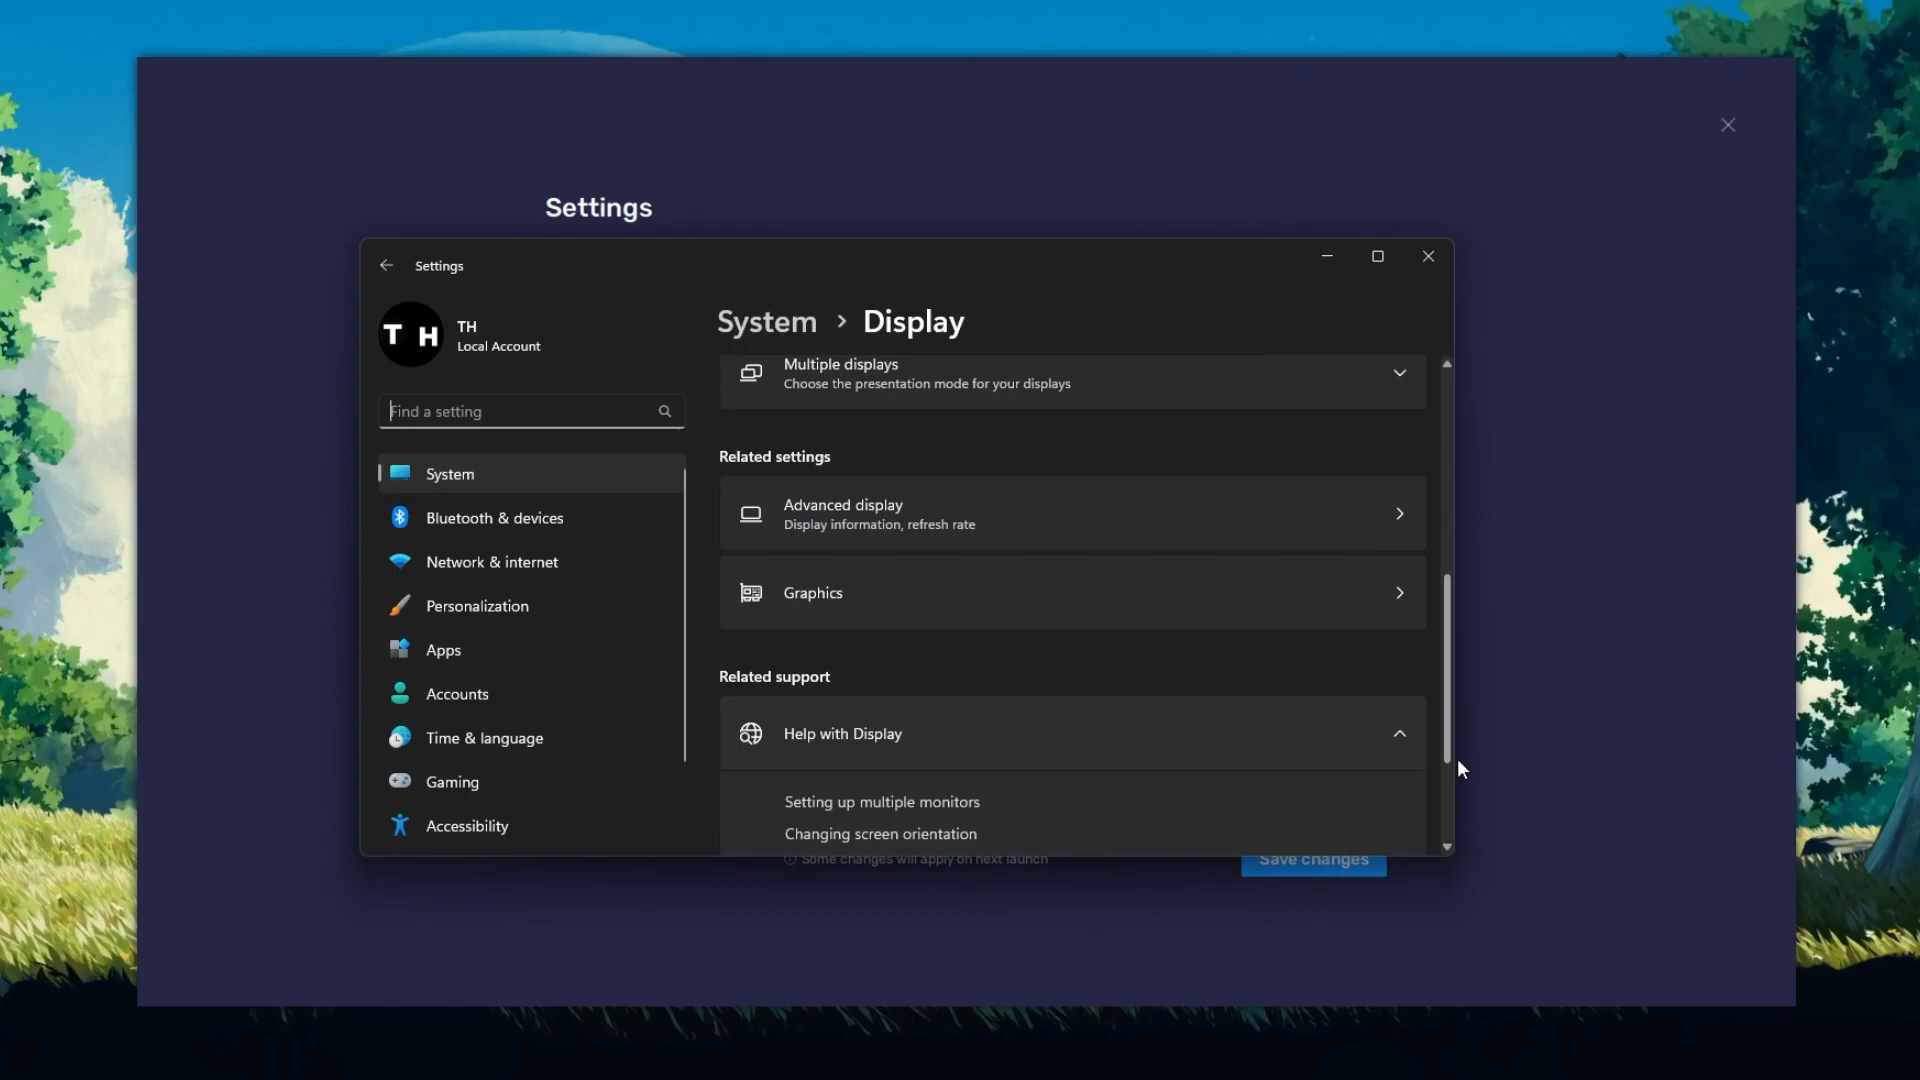 Settings
Settings
T H
TH
Local Account
Find a setting
System
Bluetooth & devices
Network & internet
Personalization
Apps
Accounts
Time & language
Gaming
Accessibility
System > Display
Multiple displays
Choose the presentation mode for your displays
Related settings
Advanced display
Display information, refresh rate
Graphics
Related support
Help with Display
Setting up multiple monitors
Changing screen orientation
Some changes will apply on next launch
Save changes